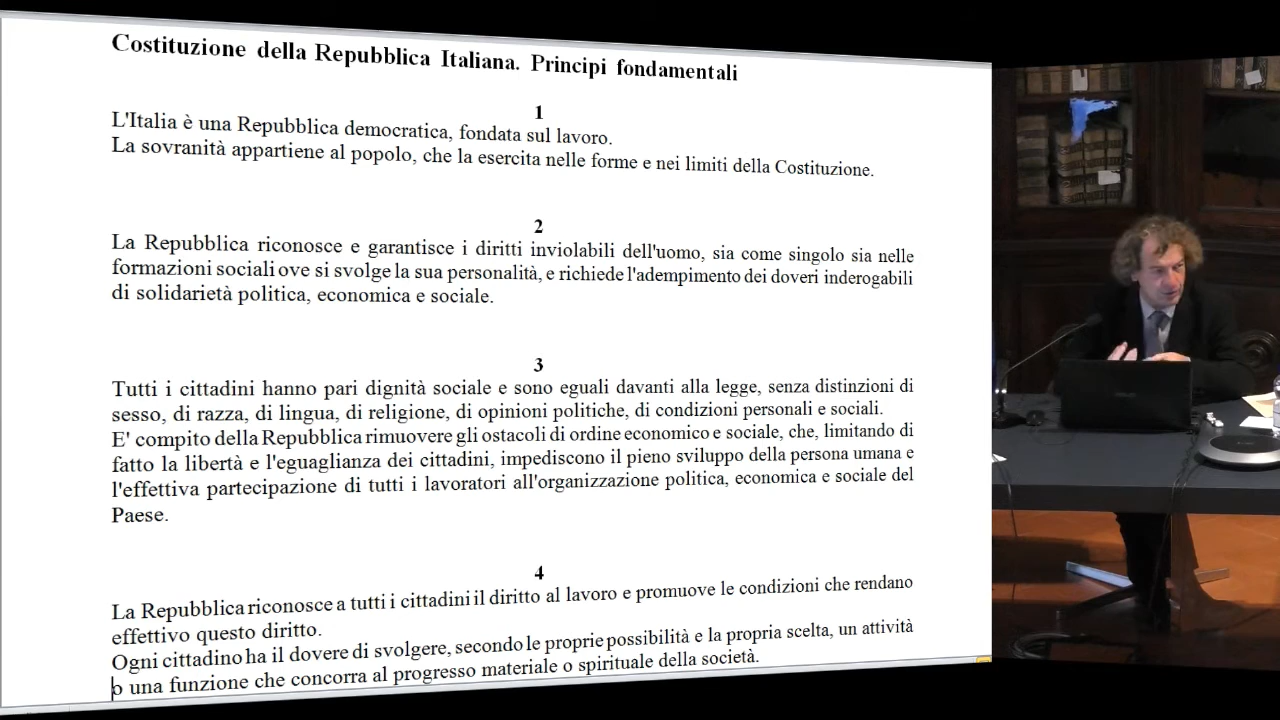 Costituzione della Repubblica Italiana. Principi fondamentali
1
L'Italia è una Repubblica democratica, fondata sul lavoro.
La sovranità appartiene al popolo, che la esercita nelle forme e nei limiti della Costituzione.
2
La Repubblica riconosce e garantisce i diritti inviolabili dell'uomo, sia come singolo sia nelle
formazioni sociali ove si svolge la sua personalità, e richiede l'adempimento dei doveri inderogabili
di solidarietà politica, economica e sociale.
3
Tutti i cittadini hanno pari dignità sociale e sono eguali davanti alla legge, senza distinzioni di
sesso, di razza, di lingua, di religione, di opinioni politiche, di condizioni personali e sociali.
E' compito della Repubblica rimuovere gli ostacoli di ordine economico e sociale, che, limitando di
fatto la libertà e l'eguaglianza dei cittadini, impediscono il pieno sviluppo della persona umana e
l'effettiva partecipazione di tutti i lavoratori all'organizzazione politica, economica e sociale del
Paese.
4
La Repubblica riconosce a tutti i cittadini il diritto al lavoro e promuove le condizioni che rendano
effettivo questo diritto.
Ogni cittadino ha il dovere di svolgere, secondo le proprie possibilità e la propria scelta, un attività
o una funzione che concorra al progresso materiale o spirituale della società.